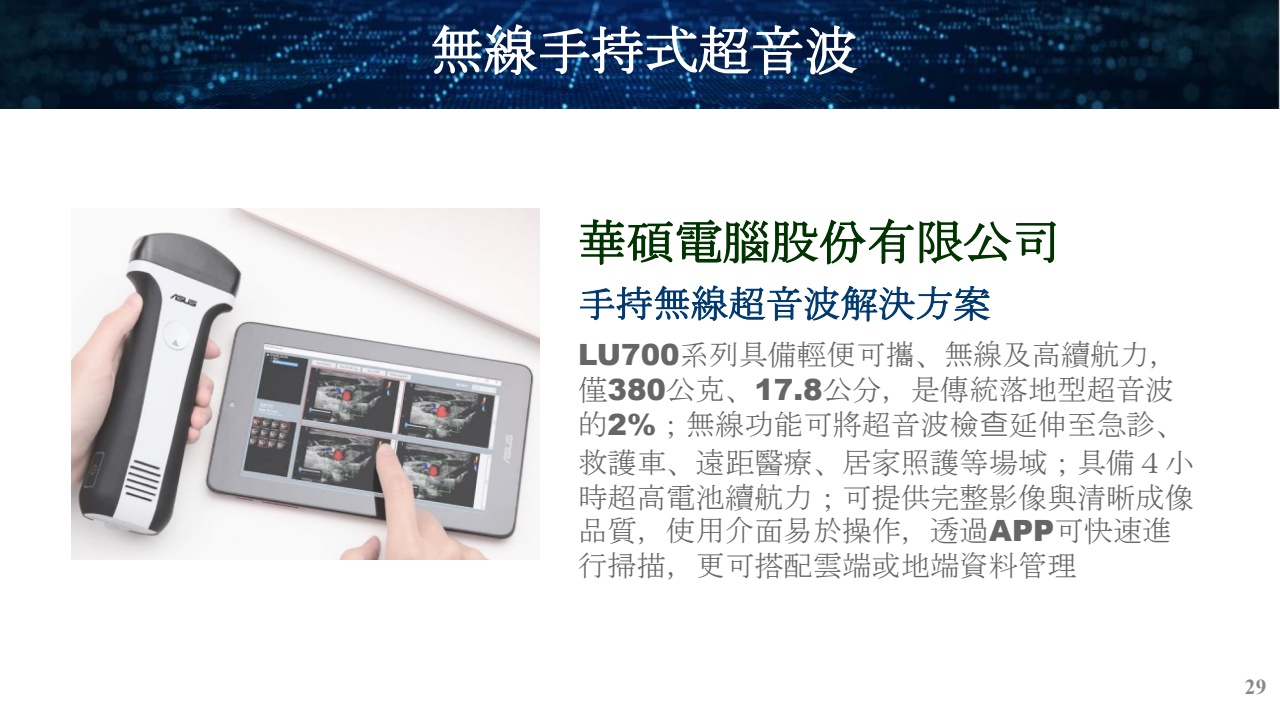 無線手持式超音波
華碩電腦股份有限公司
手持無線超音波解決方案
LU700系列具備輕便可攜、無線及高續航力，
僅380公克、17.8公分，是傳統落地型超音波
的2%；無線功能可將超音波檢查延伸至急診、
救護車、遠距醫療、居家照護等場域；具備４小
時超高電池續航力；可提供完整影像與清晰成像
品質，使用介面易於操作，透過APP可快速進
行掃描，更可搭配雲端或地端資料管理
ASUS
ASUS
29